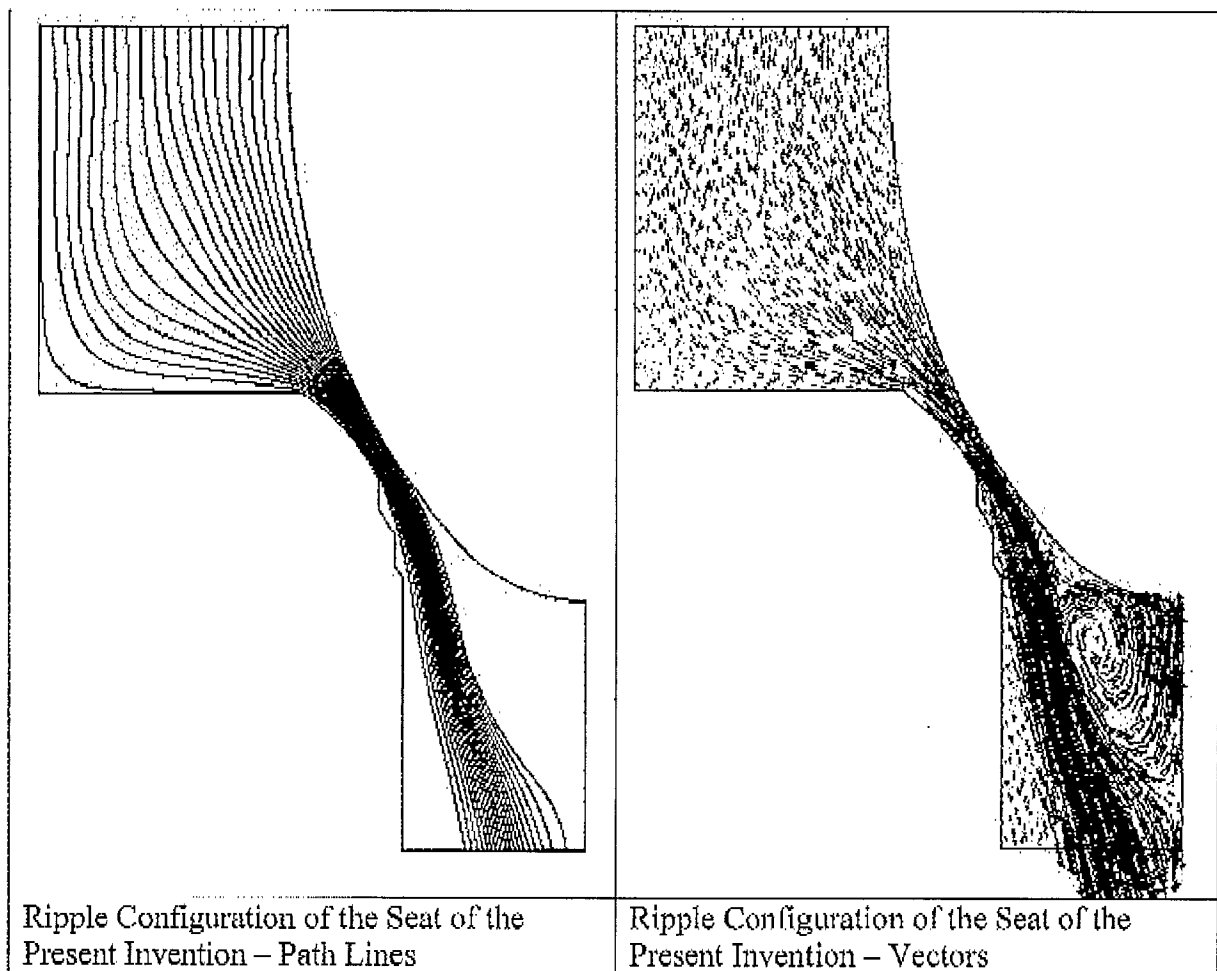 Ripple Configuration of the Seat of the
Present Invention – Path Lines
Ripple Configuration of the Seat of the
Present Invention – Vectors